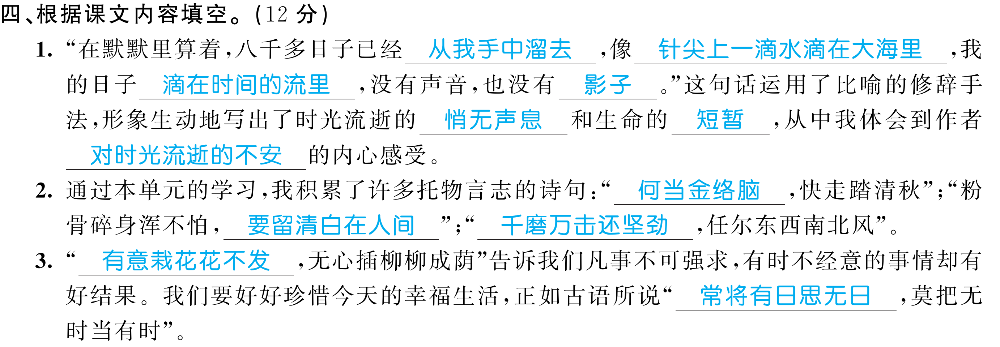 四、根据课文内容填空。(12 分)
1. “在默默里算着,八千多日子已经 从我手中溜去 ,像 针尖上一滴水滴在大海里 ,我
的日子 滴在时间的流里 ,没有声音,也没有 影子 。”这句话运用了比喻的修辞手
法,形象生动地写出了时光流逝的 悄无声息 和生命的 短暂 ,从中我体会到作者
对时光流逝的不安 的内心感受。
2. 通过本单元的学习,我积累了许多托物言志的诗句:“ 何当金络脑 ,快走踏清秋”;“粉
骨碎身浑不怕, 要留清白在人间 ”;“ 千磨万击还坚劲 ,任尔东西南北风”。
3. “ 有意栽花花不发 ,无心插柳柳成荫”告诉我们凡事不可强求,有时不经意的事情却有
好结果。我们要好好珍惜今天的幸福生活,正如古语所说“ 常将有日思无日 ,莫把无
时当有时”。